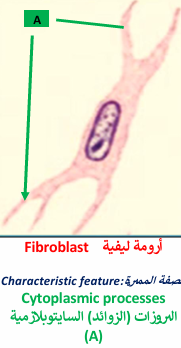 A
Fibroblast أرومة ليفية
Characteristic feature:صفة المميزة
Cytoplasmic processes
البروزات (الزوائد) السايتوبلازمية
(A)